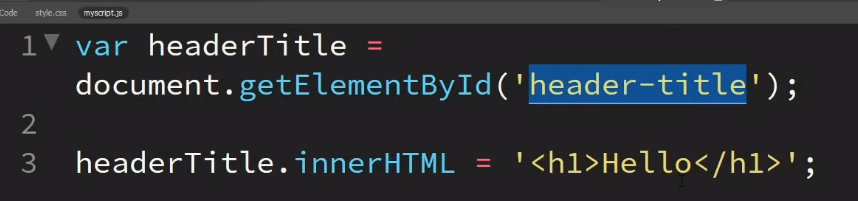 Code style.css myscript.js
1 var headerTitle =
document.getElementById('header-title');
2
3 headerTitle.innerHTML = '<h1>Hello</h1>';